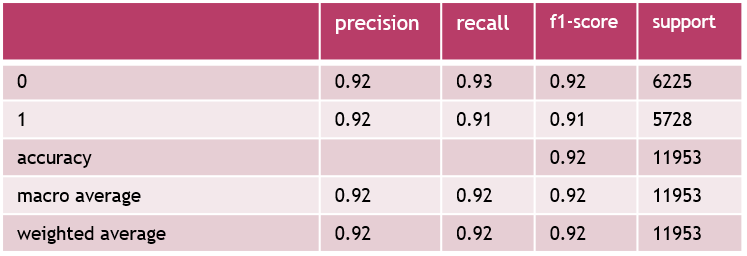 precision recall f1-score support
0 0.92 0.93 0.92 6225
1 0.92 0.91 0.91 5728
accuracy 0.92 11953
macro average 0.92 0.92 0.92 11953
weighted average 0.92 0.92 0.92 11953